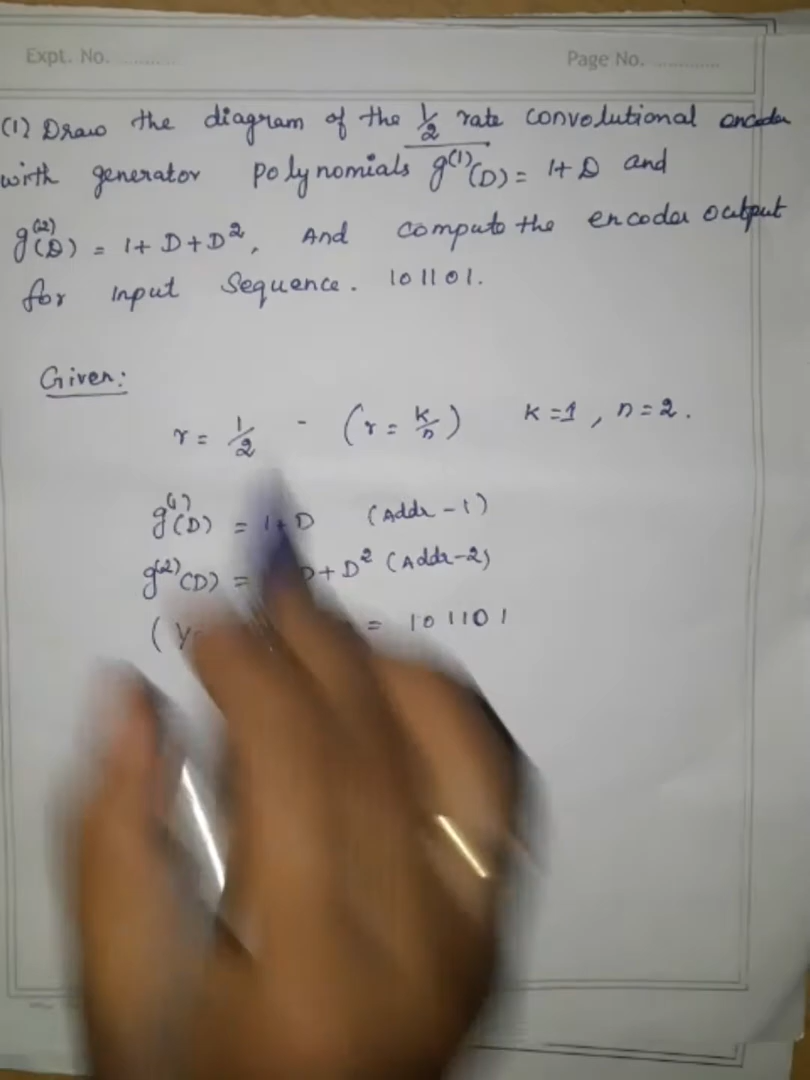 Expt. No. ...........
Page No. ............
(1) Draw the diagram of the 1/2 rate convolutional encoder
with generator polynomials g⁽¹⁾(D) = 1+D and
g⁽²⁾(D) = 1+D+D², And compute the encoder output
for input sequence. 101101.
Given:
r = 1/2 - (r = k/n) k=1, n=2.
g⁽¹⁾(D) = 1+D (Addr-1)
g⁽²⁾(D) = D+D² (Addr-2)
( = 101101